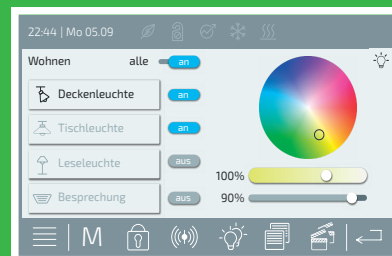 22:44 | Mo 05.09
Wohnen alle an
Deckenleuchte an
Tischleuchte an
Leseleuchte aus
100%
Besprechung aus 90%
M